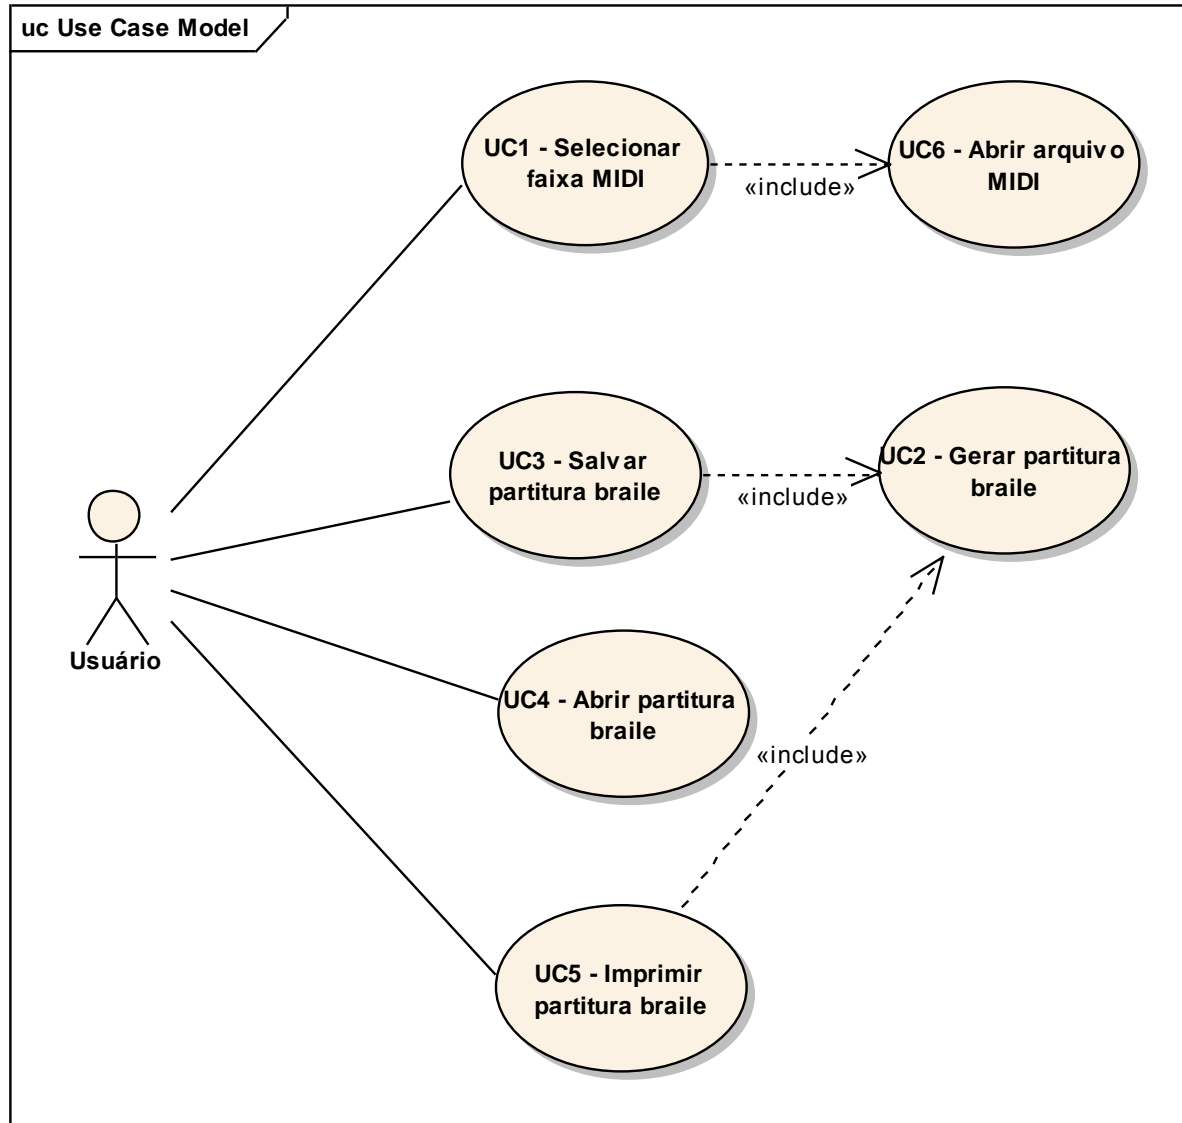 uc Use Case Model
UC1 - Selecionar
faixa MIDI
«include»
UC6 - Abrir arquivo
MIDI
UC3 - Salvar
partitura braile
«include»
UC2 - Gerar partitura
braile
Usuário
UC4 - Abrir partitura
braile
«include»
UC5 - Imprimir
partitura braile